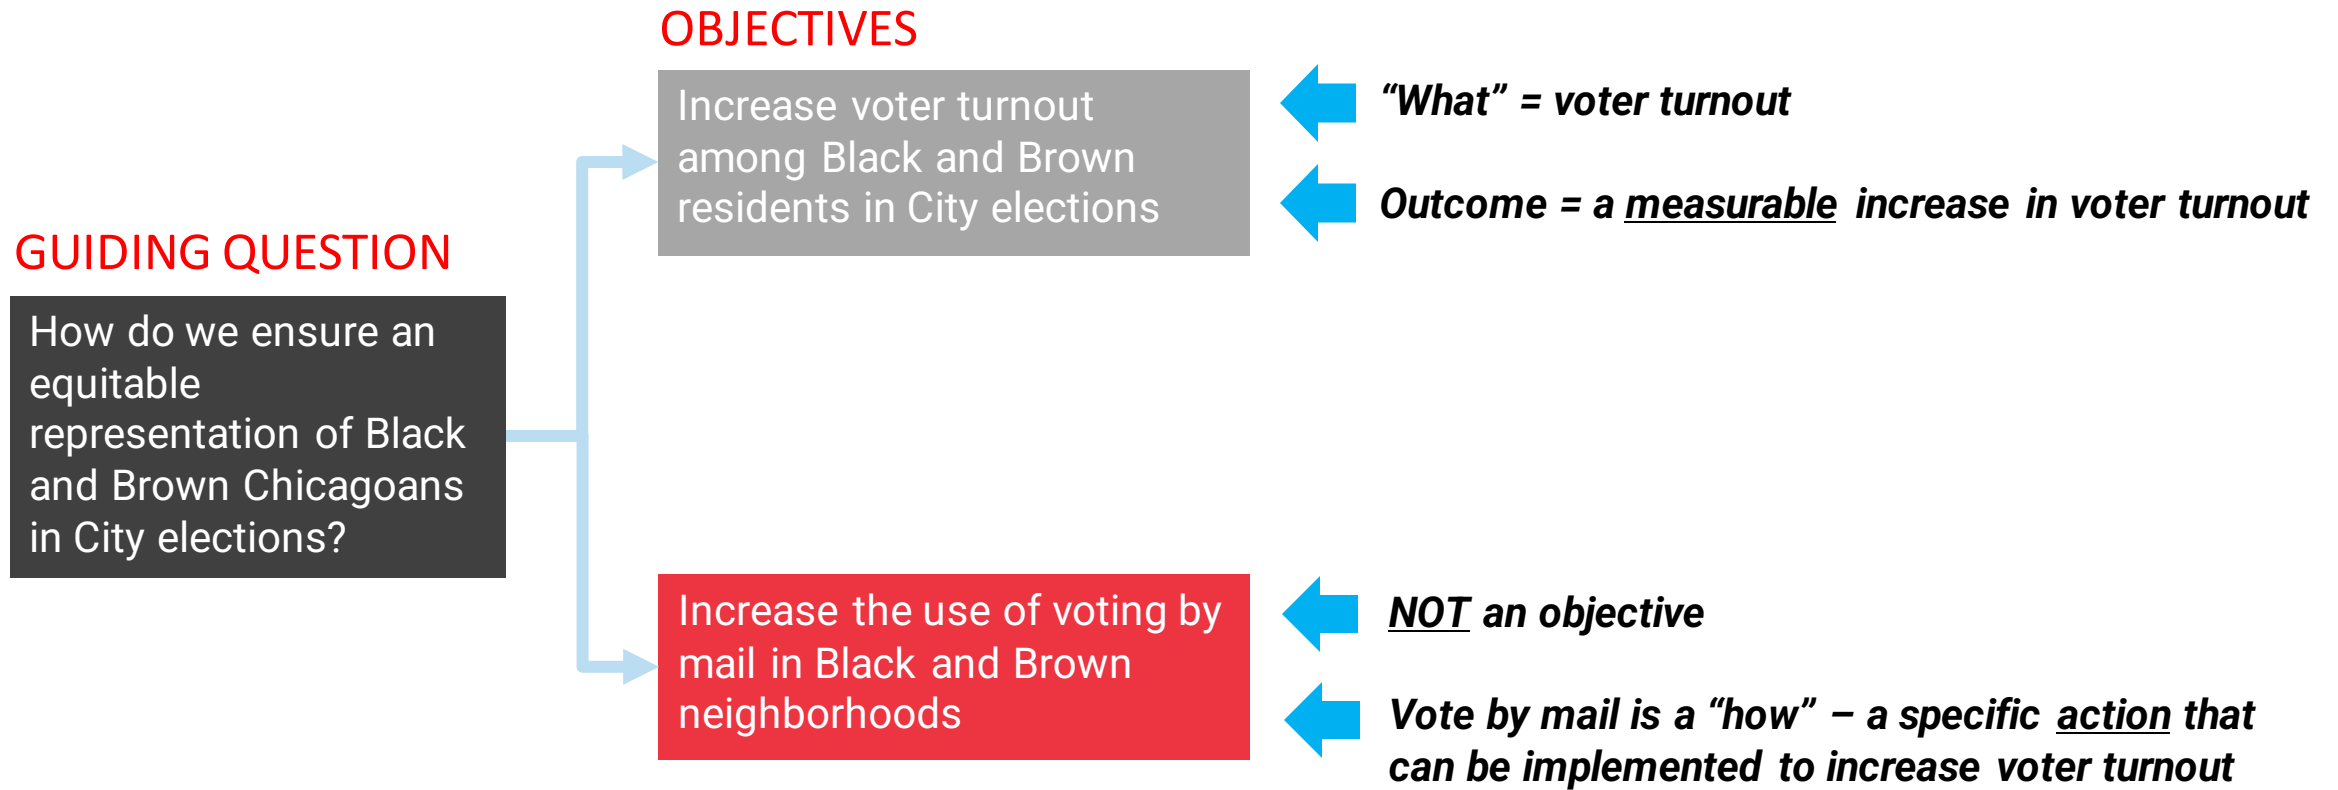 OBJECTIVES
Increase voter turnout
among Black and Brown
residents in City elections
“What” = voter turnout
Outcome = a measurable increase in voter turnout
GUIDING QUESTION
How do we ensure an
equitable
representation of Black
and Brown Chicagoans
in City elections?
Increase the use of voting by
mail in Black and Brown
neighborhoods
NOT an objective
Vote by mail is a “how” – a specific action that
can be implemented to increase voter turnout